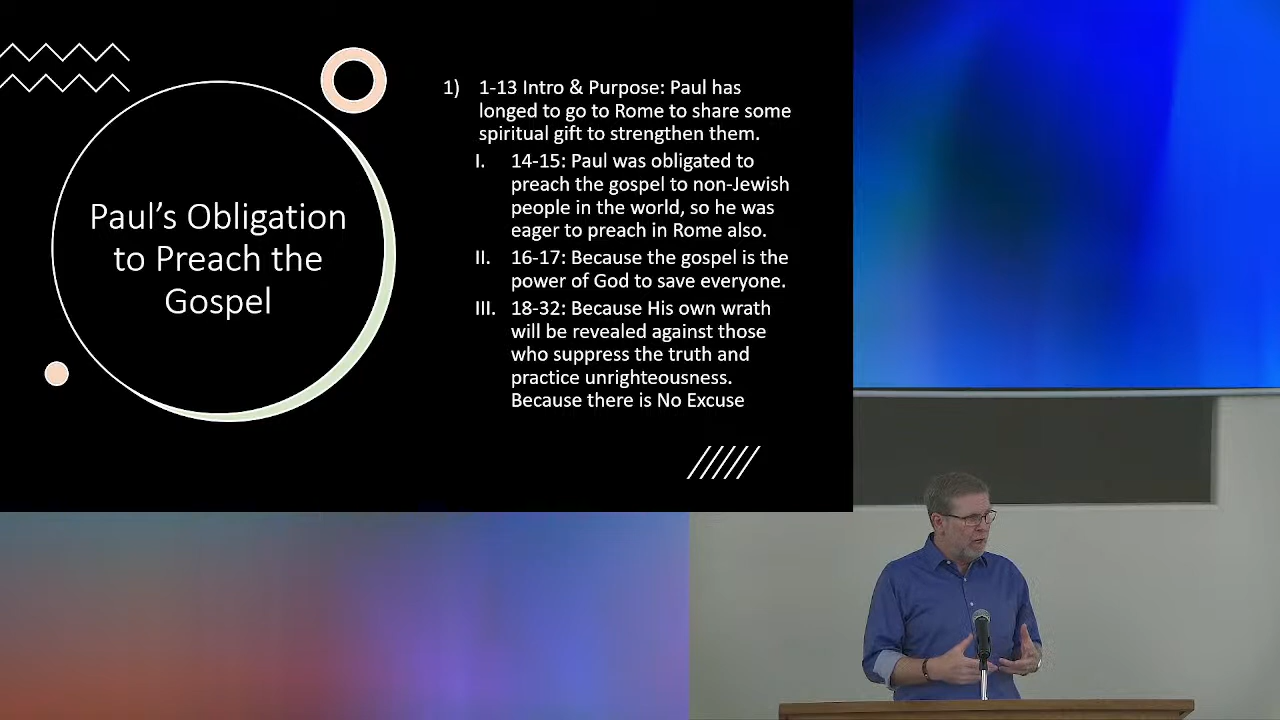 Paul’s Obligation
to Preach the
Gospel
1) 1-13 Intro & Purpose: Paul has
longed to go to Rome to share some
spiritual gift to strengthen them.
I. 14-15: Paul was obligated to
preach the gospel to non-Jewish
people in the world, so he was
eager to preach in Rome also.
II. 16-17: Because the gospel is the
power of God to save everyone.
III. 18-32: Because His own wrath
will be revealed against those
who suppress the truth and
practice unrighteousness.
Because there is No Excuse